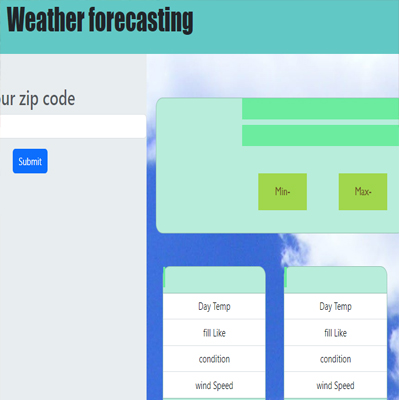 Weather forecasting
ur zip code
Submit
Min-
Max-
Day Temp
fill Like
condition
wind Speed
Day Temp
fill Like
condition
wind Speed